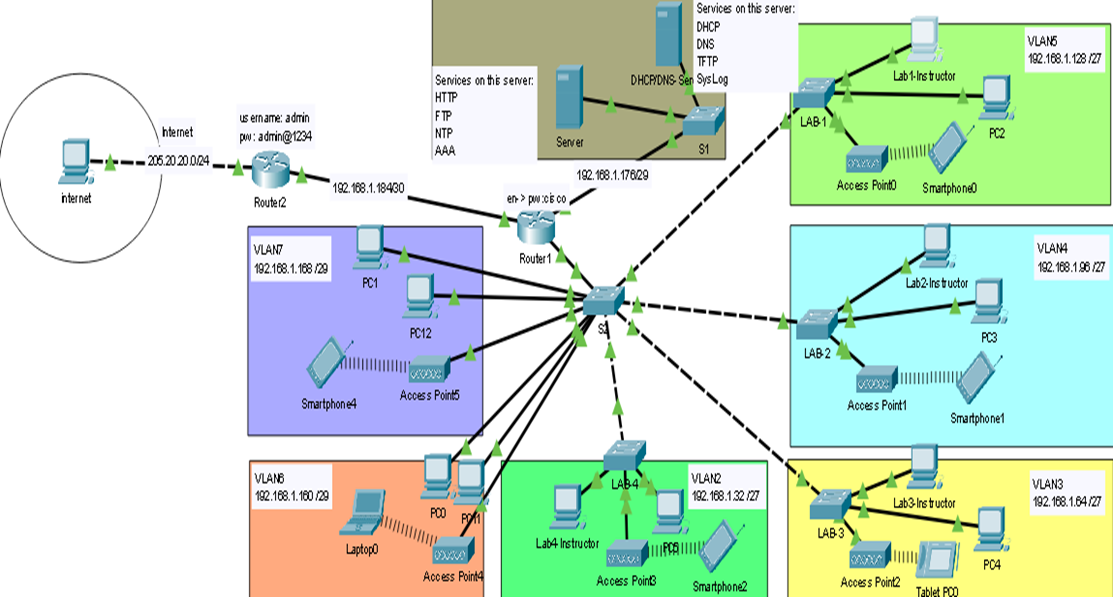 Services on this server:
DHCP
DNS
TFTP
SysLog
DHCP/DNS- Ser
Services on this server:
HTTP
FTP
NTP
AAA
Server
S1
VLAN5
192.168.1.128 /27
Lab1-Instructor
LAB-1
PC2
Access Point0
Smartphone0
Internet
205.20.20.0/24
internet
username: admin
pw: admin@1234
Router2
192.168.1.184/30
192.168.1.176/29
en-> pw:cisco
Router1
VLAN7
192.168.1.168 /29
PC1
PC12
Access Point5
Smartphone4
VLAN4
192.168.1.96 /27
Lab2-Instructor
LAB-2
PC3
Access Point1
Smartphone1
VLAN6
192.168.1.160 /29
PC0
Laptop0
Access Point4
LAB-4
VLAN2
192.168.1.32 /27
Lab4 Instructor
Access Point3
Smartphone2
VLAN3
192.168.1.64 /27
Lab3-Instructor
LAB-3
PC4
Access Point2
Tablet PC0